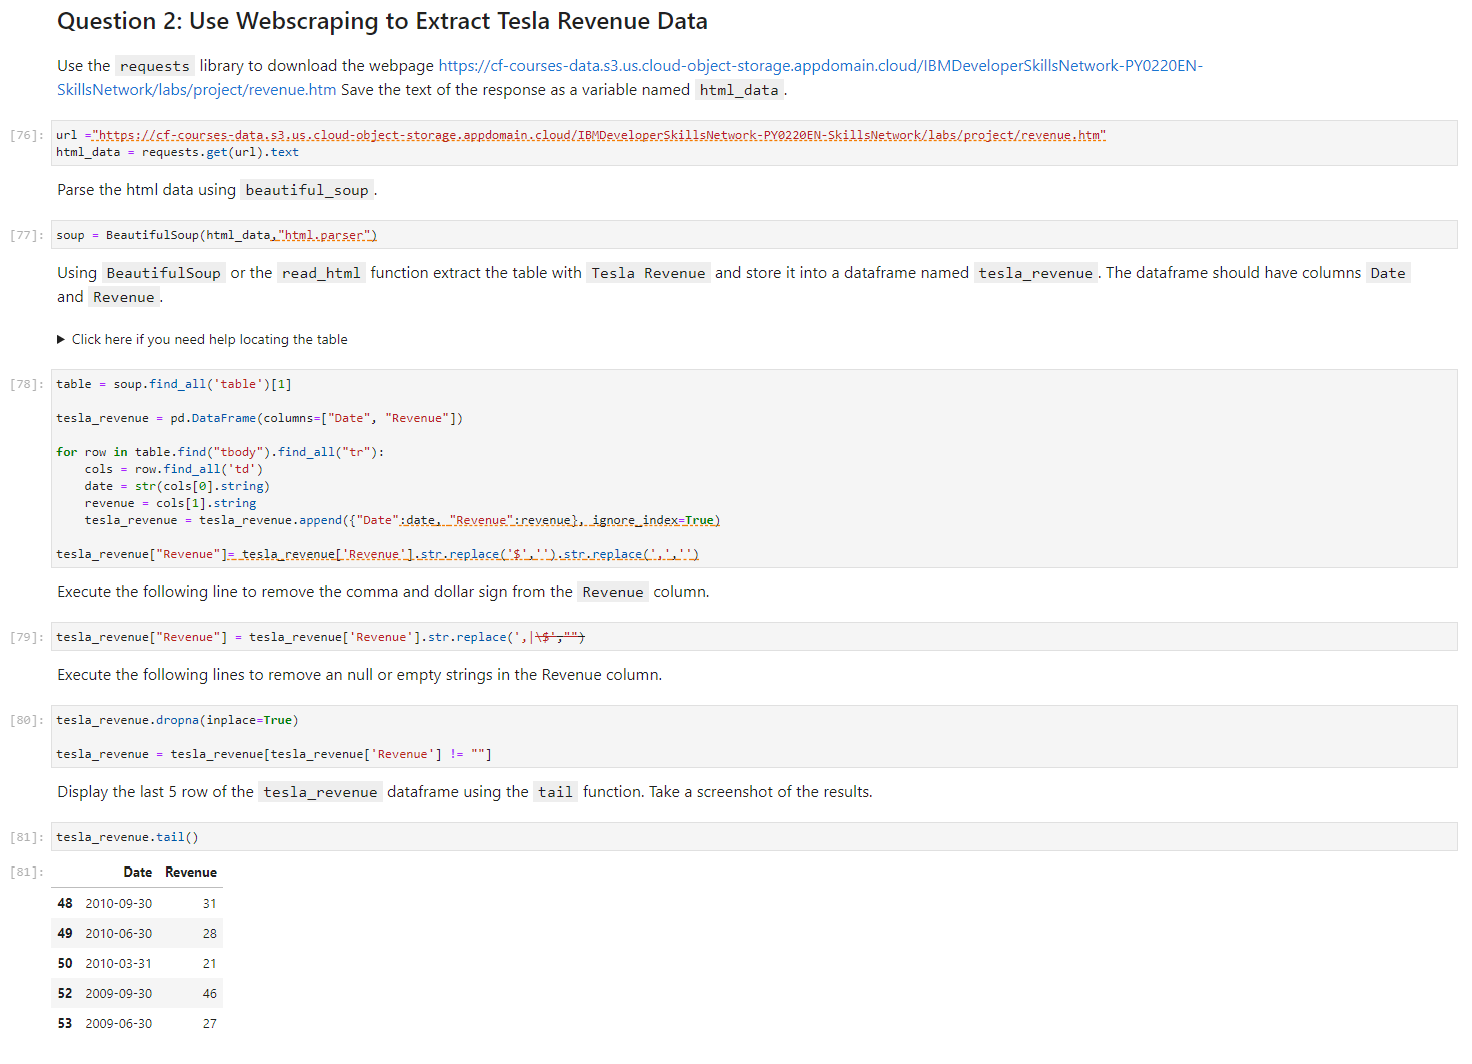 Question 2: Use Webscraping to Extract Tesla Revenue Data
Use the requests library to download the webpage https://cf-courses-data.s3.us.cloud-object-storage.appdomain.cloud/IBMDeveloperSkillsNetwork-PY0220EN-
SkillsNetwork/labs/project/revenue.htm Save the text of the response as a variable named html_data.
[76]: url ="https://cf-courses-data.s3.us.cloud-object-storage.appdomain.cloud/IBMDeveloperSkillsNetwork-PY0220EN-SkillsNetwork/labs/project/revenue.htm"
html_data = requests.get(url).text
Parse the html data using beautiful_soup.
[77]: soup = BeautifulSoup(html_data,"html.parser")
Using BeautifulSoup or the read_html function extract the table with Tesla Revenue and store it into a dataframe named tesla_revenue. The dataframe should have columns Date
and Revenue.
▶ Click here if you need help locating the table
[78]: table = soup.find_all('table')[1]
tesla_revenue = pd.DataFrame(columns=["Date", "Revenue"])
for row in table.find("tbody").find_all("tr"):
    cols = row.find_all('td')
    date = str(cols[0].string)
    revenue = cols[1].string
    tesla_revenue = tesla_revenue.append({"Date":date, "Revenue":revenue}, ignore_index=True)
tesla_revenue["Revenue"]= tesla_revenue['Revenue'].str.replace('$','').str.replace(',','')
Execute the following line to remove the comma and dollar sign from the Revenue column.
[79]: tesla_revenue["Revenue"] = tesla_revenue['Revenue'].str.replace(',|\$',"")
Execute the following lines to remove an null or empty strings in the Revenue column.
[80]: tesla_revenue.dropna(inplace=True)
tesla_revenue = tesla_revenue[tesla_revenue['Revenue'] != ""]
Display the last 5 row of the tesla_revenue dataframe using the tail function. Take a screenshot of the results.
[81]: tesla_revenue.tail()
[81]: Date Revenue
48 2010-09-30 31
49 2010-06-30 28
50 2010-03-31 21
52 2009-09-30 46
53 2009-06-30 27